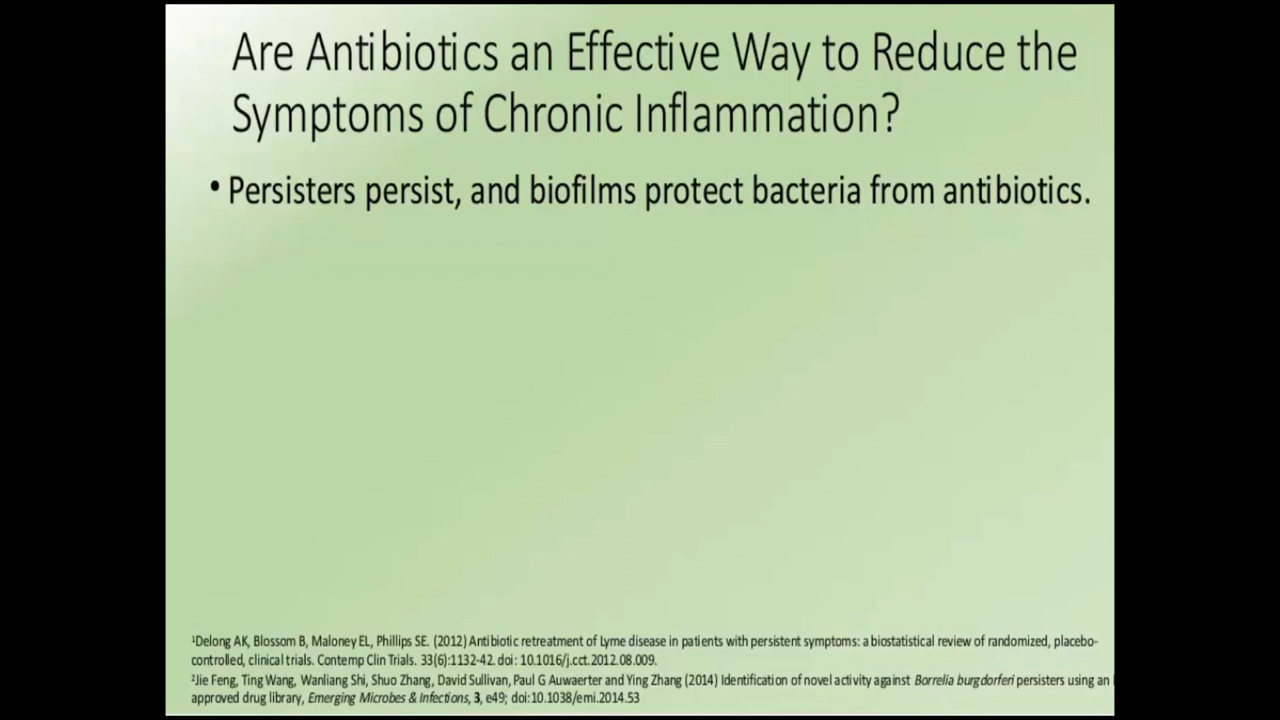 Are Antibiotics an Effective Way to Reduce the
Symptoms of Chronic Inflammation?
• Persisters persist, and biofilms protect bacteria from antibiotics.
¹Delong AK, Blossom B, Maloney EL, Phillips SE. (2012) Antibiotic retreatment of Lyme disease in patients with persistent symptoms: a biostatistical review of randomized, placebo-
controlled, clinical trials. Contemp Clin Trials. 33(6):1132-42. doi: 10.1016/j.cct.2012.08.009.
²Jie Feng, Ting Wang, Wanliang Shi, Shuo Zhang, David Sullivan, Paul G Auwaerter and Ying Zhang (2014) Identification of novel activity against Borrelia burgdorferi persisters using an
approved drug library, Emerging Microbes & Infections, 3, e49; doi:10.1038/emi.2014.53